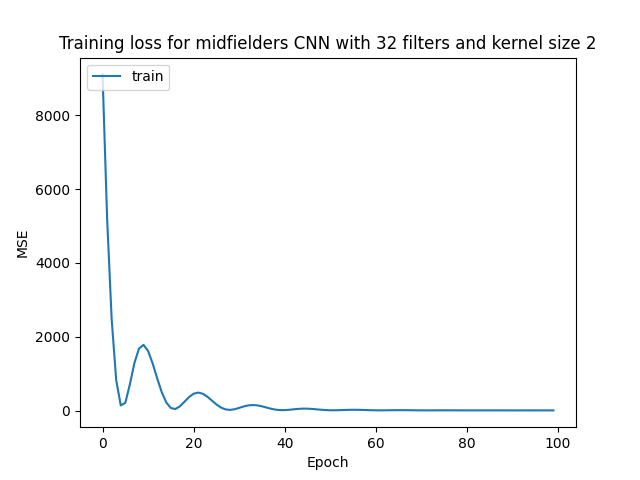 Training loss for midfielders CNN with 32 filters and kernel size 2
train
8000
6000
4000
2000
0
MSE
0 20 40 60 80 100
Epoch